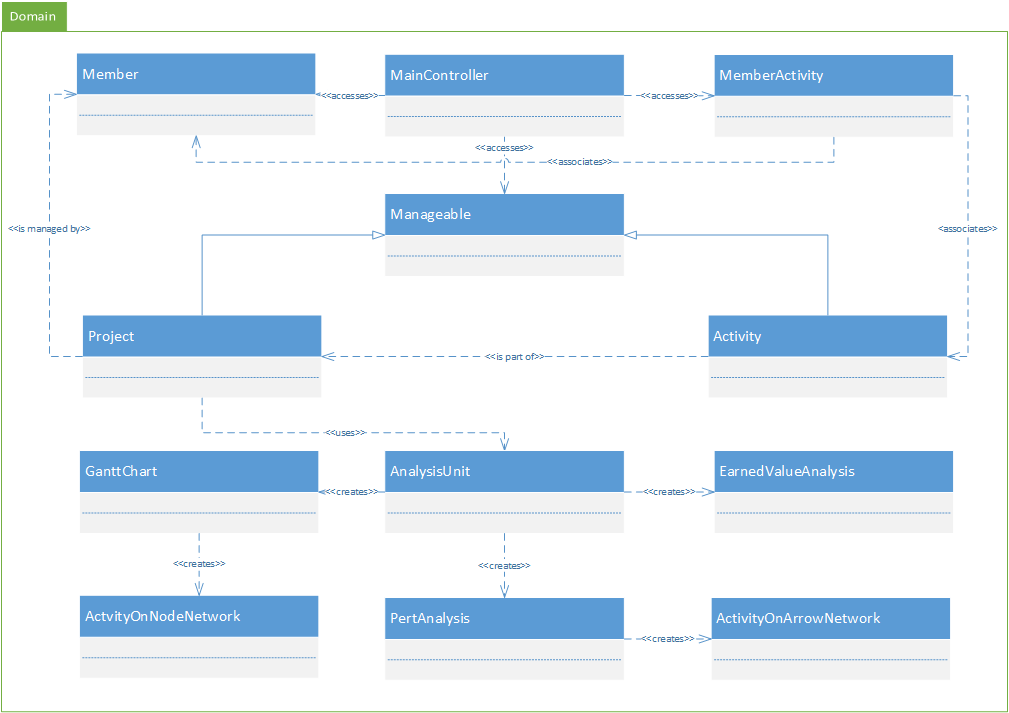 Domain
Member
MainController
MemberActivity
<<accesses>>
<<accesses>>
<<accesses>>
<<associates>>
Manageable
<<is managed by>>
<associates>>
Project
Activity
<<is part of>>
<<uses>>
GanttChart
AnalysisUnit
EarnedValueAnalysis
<<creates>>
<<creates>>
<<creates>>
<<creates>>
ActvityOnNodeNetwork
PertAnalysis
ActivityOnArrowNetwork
<<creates>>